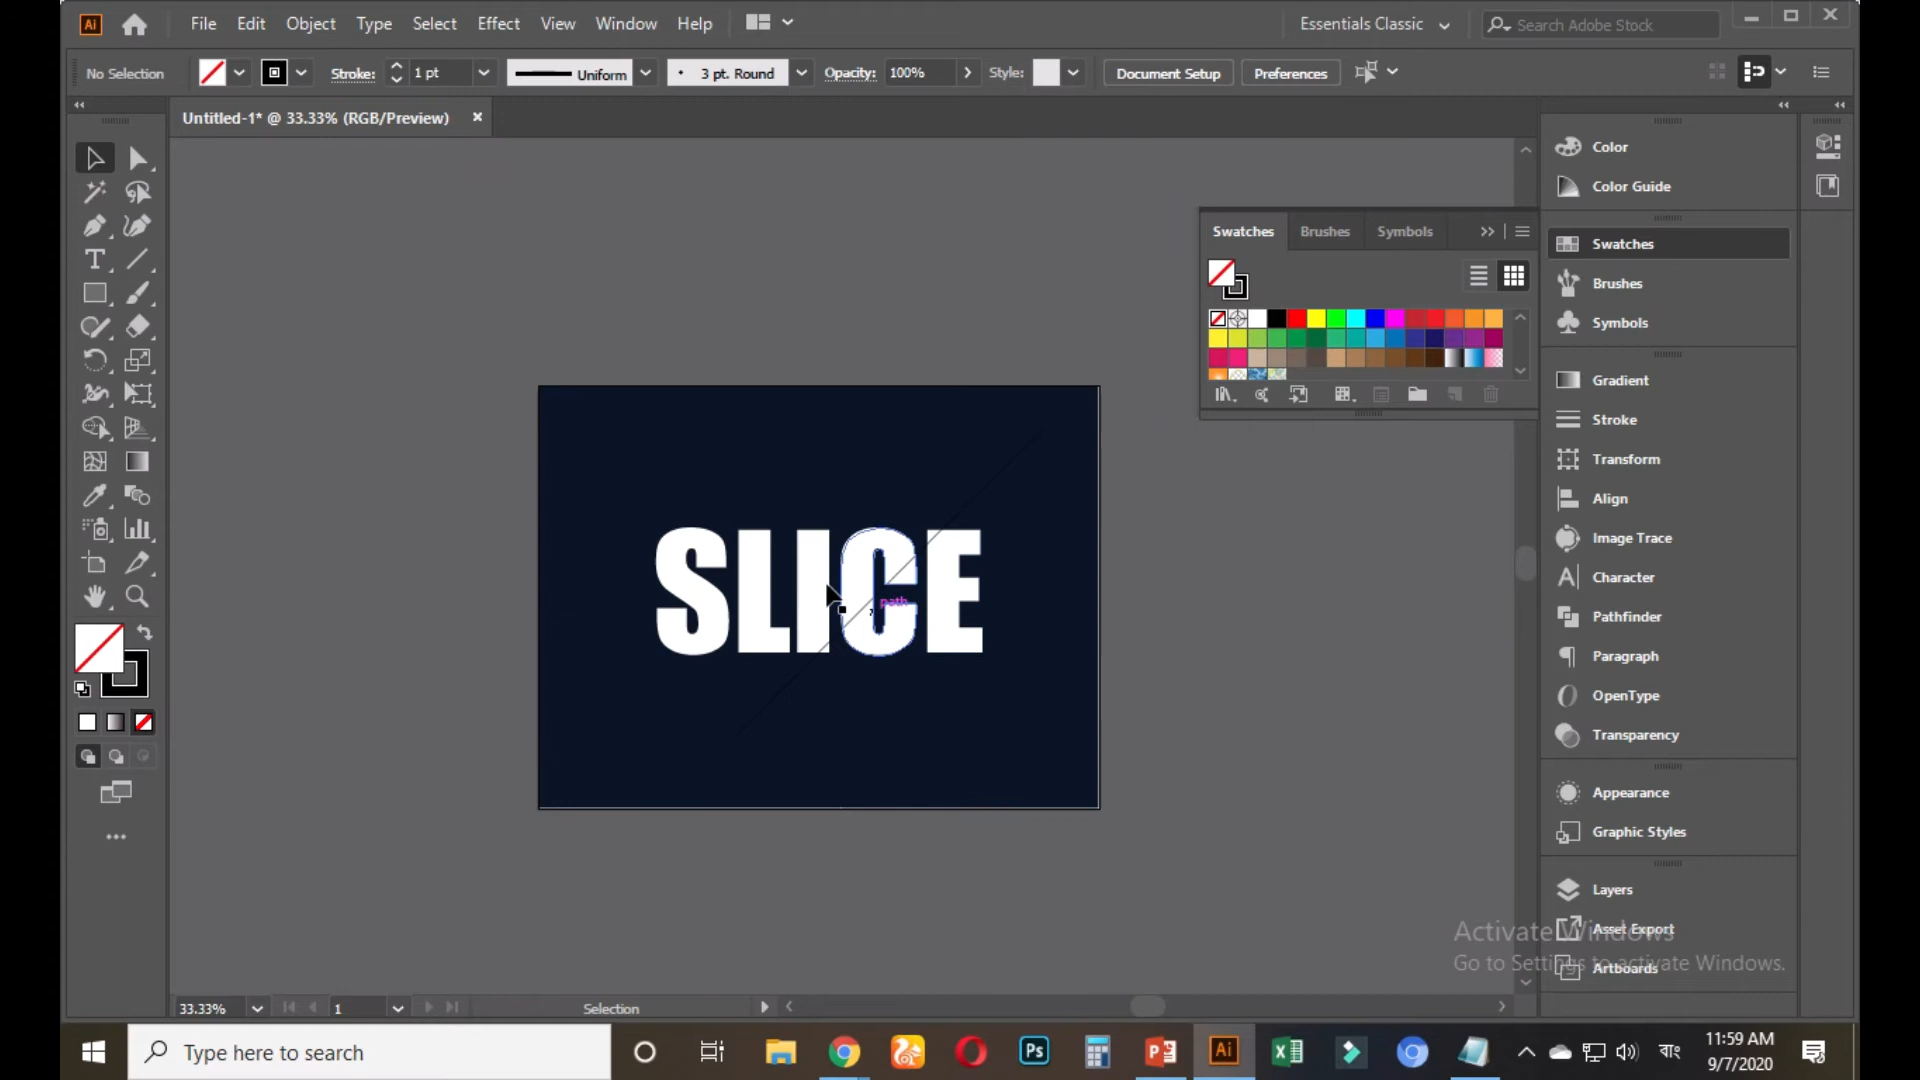 Ai File Edit Object Type Select Effect View Window Help Essentials Classic Search Adobe Stock
No Selection Stroke: 1 pt Uniform 3 pt. Round Opacity: 100% Style: Document Setup Preferences
Untitled-1* @ 33.33% (RGB/Preview)
Swatches Brushes Symbols
SLICE
path
Color
Color Guide
Swatches
Brushes
Symbols
Gradient
Stroke
Transform
Align
Image Trace
Character
Pathfinder
Paragraph
OpenType
Transparency
Appearance
Graphic Styles
Layers
Asset Export
Artboards
Activate Windows
Go to Settings to activate Windows.
33.33% 1 Selection
Type here to search
Ps
Ai
বাং
11:59 AM
9/7/2020